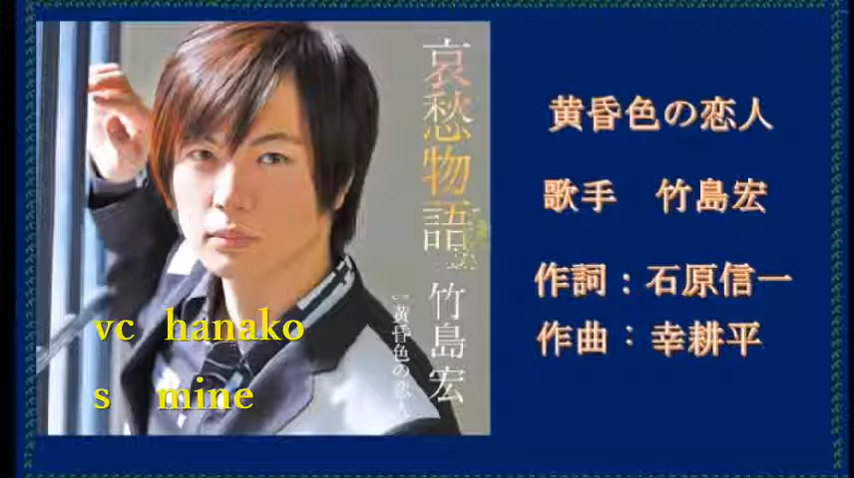 哀愁物語
竹島宏
黄昏色の恋人
vc hanako
s mine
黄昏色の恋人
歌手 竹島宏
作詞：石原信一
作曲：幸耕平